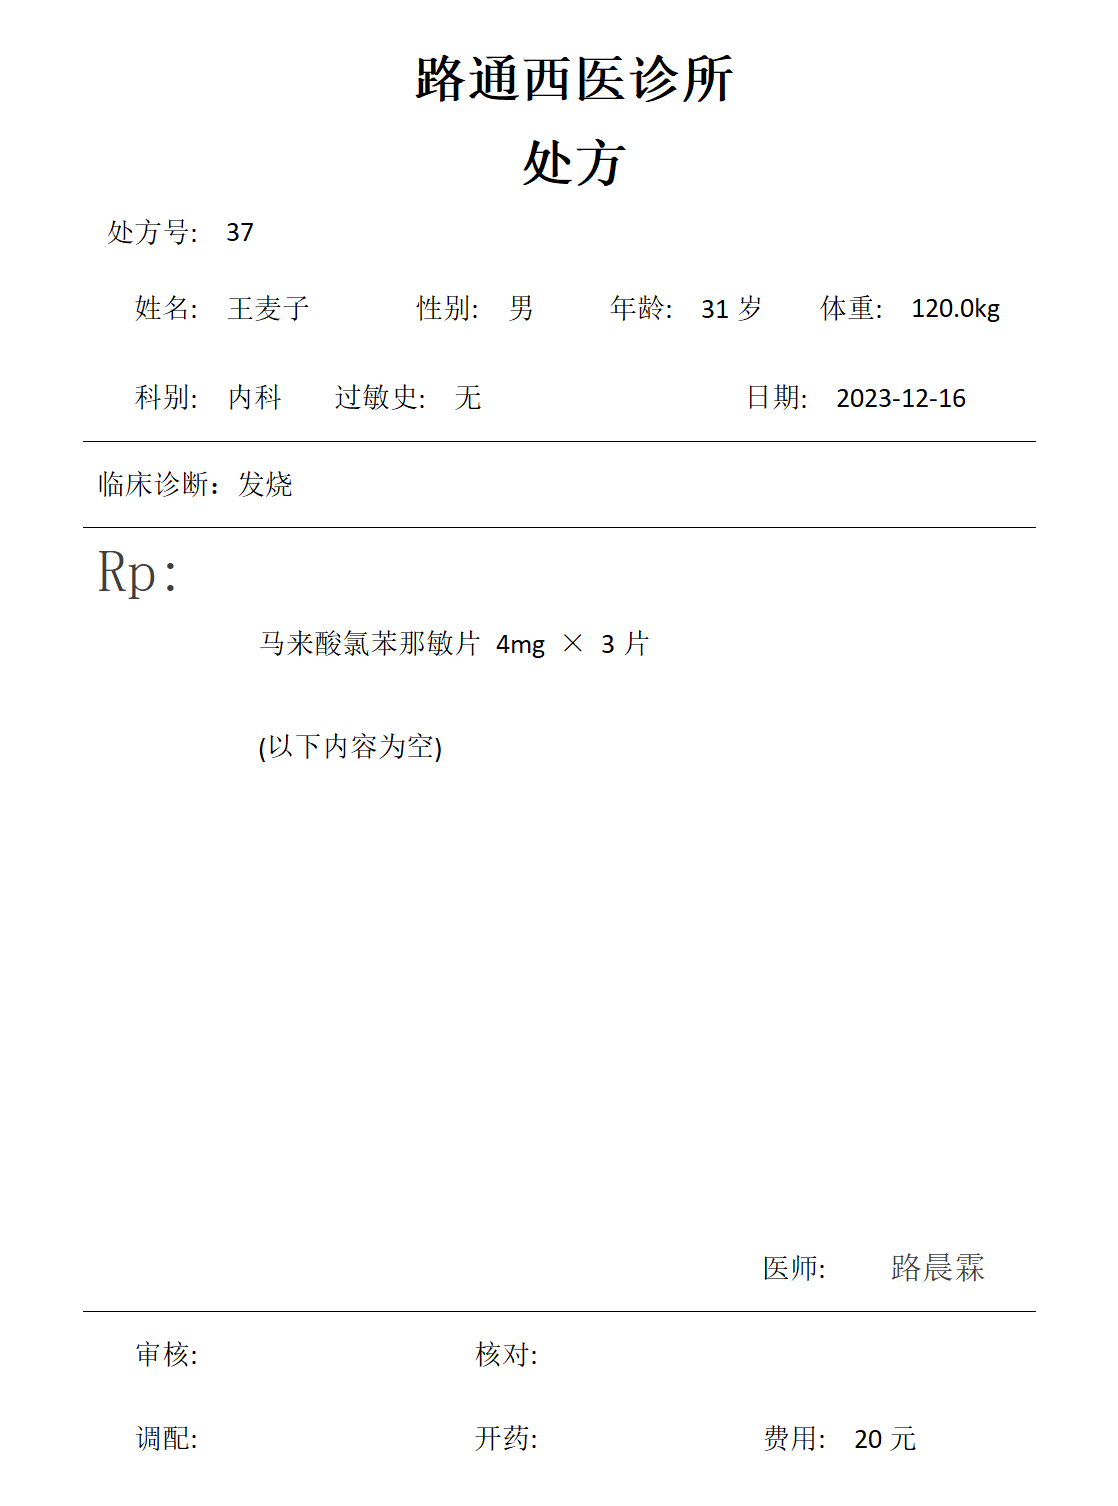 路通西医诊所
处方
处方号: 37
姓名: 王麦子 性别: 男 年龄: 31 岁 体重: 120.0kg
科别: 内科 过敏史: 无 日期: 2023-12-16
临床诊断：发烧
Rp:
马来酸氯苯那敏片 4mg × 3 片
(以下内容为空)
医师: 路晨霖
审核: 核对:
调配: 开药: 费用: 20 元